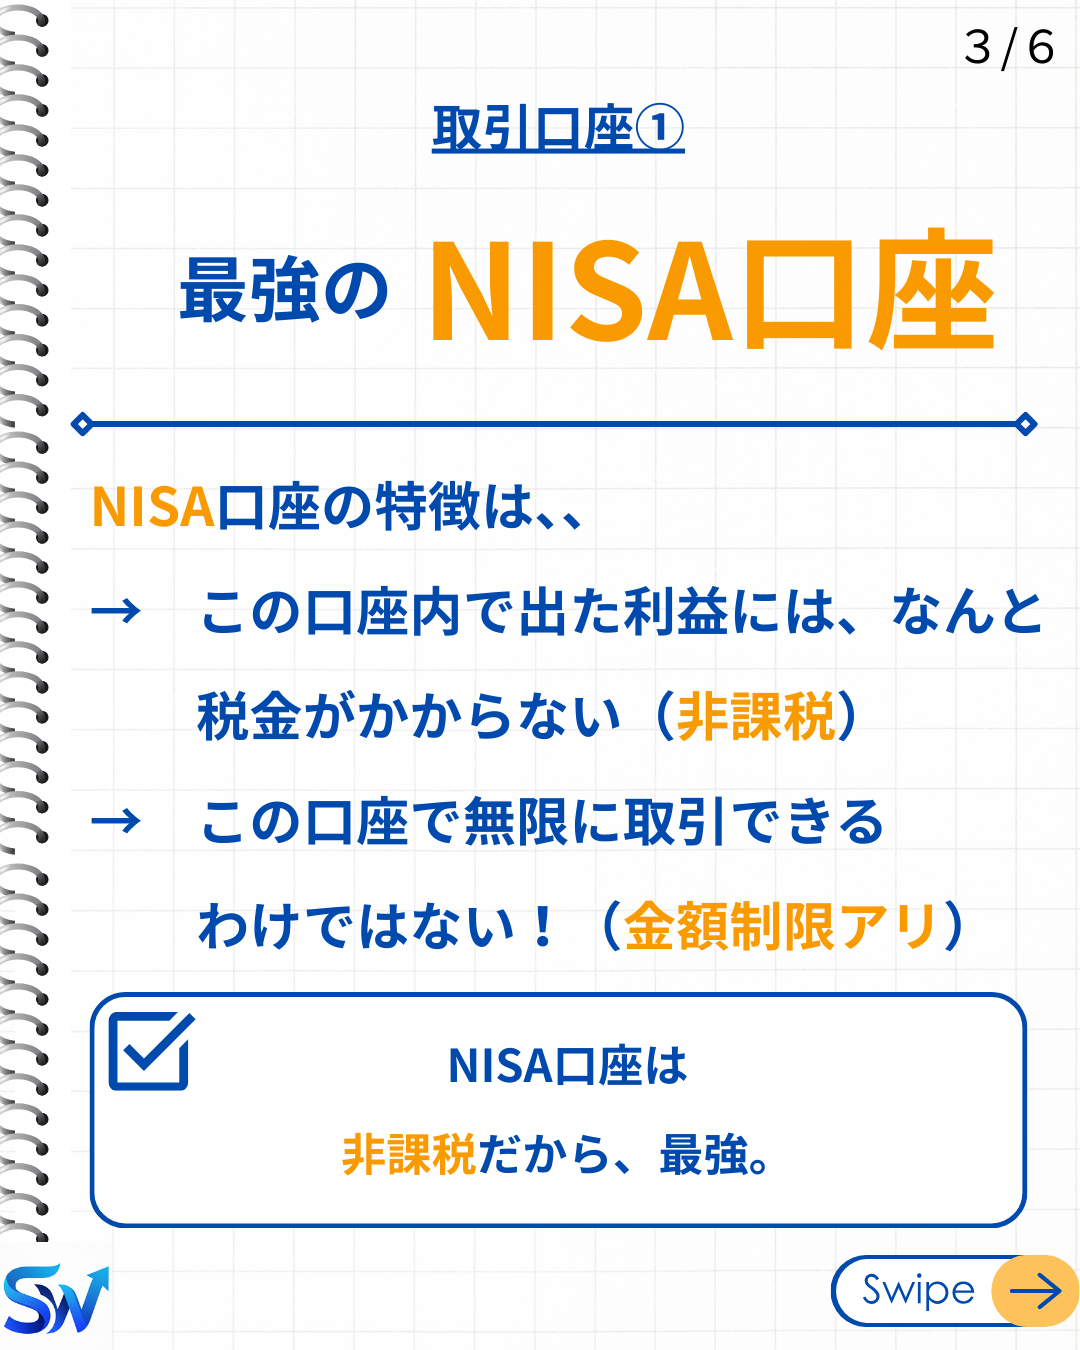 3/6
取引口座①
最強の NISA口座
NISA口座の特徴は、、
→ この口座内で出た利益には、なんと
税金がかからない（非課税）
→ この口座で無限に取引できる
わけではない！（金額制限アリ）
NISA口座は
非課税だから、最強。
SW
Swipe